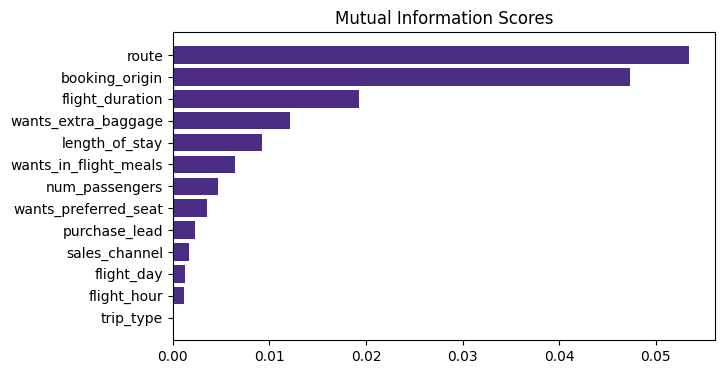 Mutual Information Scores
route
booking_origin
flight_duration
wants_extra_baggage
length_of_stay
wants_in_flight_meals
num_passengers
wants_preferred_seat
purchase_lead
sales_channel
flight_day
flight_hour
trip_type
0.00 0.01 0.02 0.03 0.04 0.05